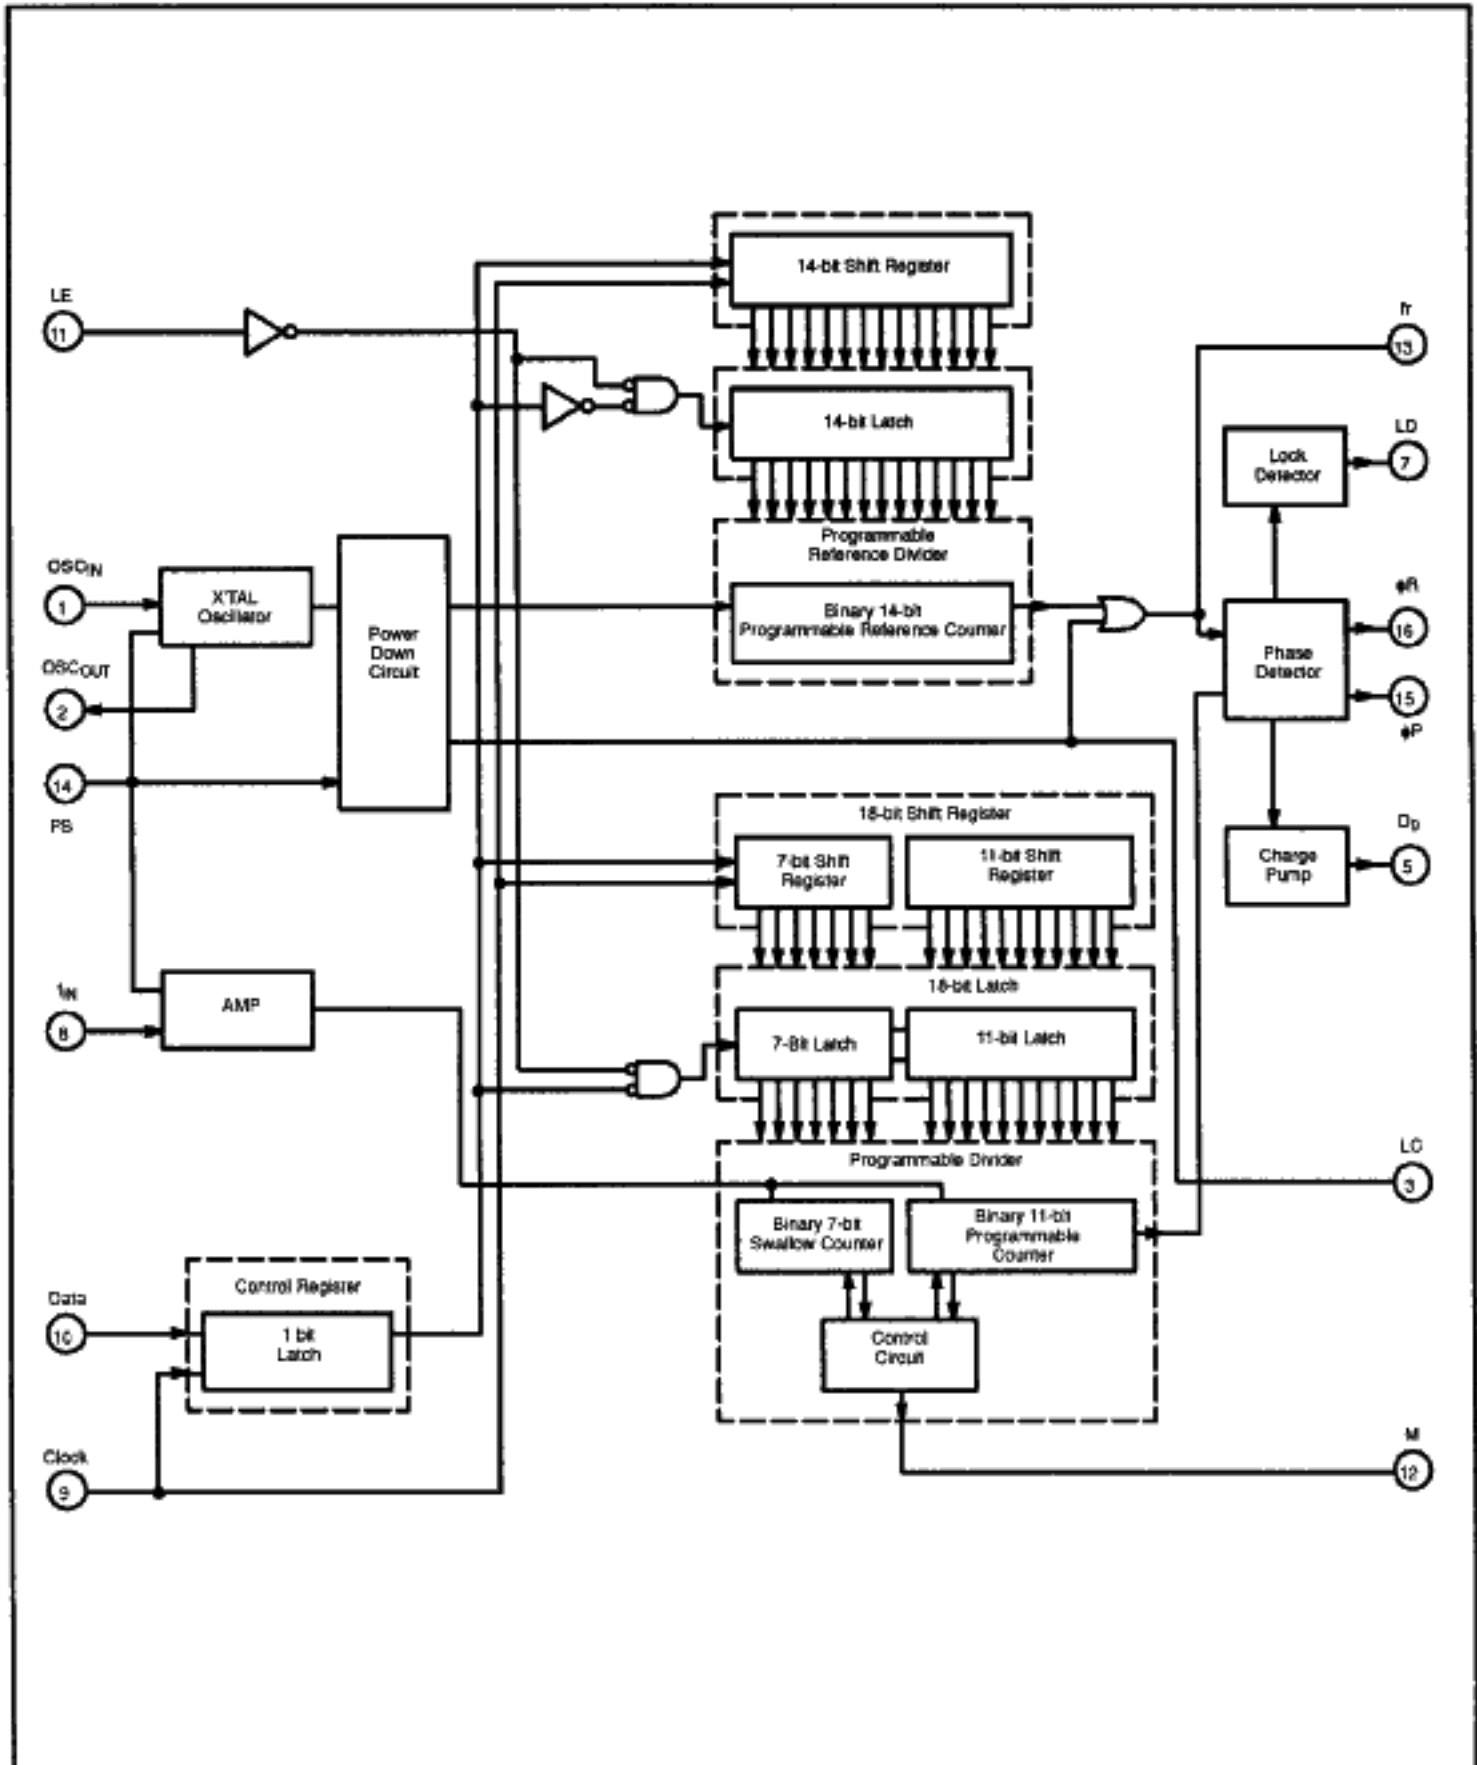 14-bit Shift Register
LE
11
fr
13
14-bit Latch
LD
7
Lock
Detector
Programmable
Reference Divider
OSCIN
1
X'TAL
Oscillator
Binary 14-bit
Programmable Reference Counter
ϕR
16
Power
Down
Circuit
Phase
Detector
OSCOUT
2
15
ϕP
14
PS
18-bit Shift Register
7-bit Shift
Register
11-bit Shift
Register
Charge
Pump
5
18-bit Latch
8
AMP
7-Bit Latch
11-bit Latch
Programmable Divider
LC
3
Binary 7-bit
Swallow Counter
Binary 11-bit
Programmable
Counter
Control Register
Data
10
1 bit
Latch
Control
Circuit
Clock
9
M
12